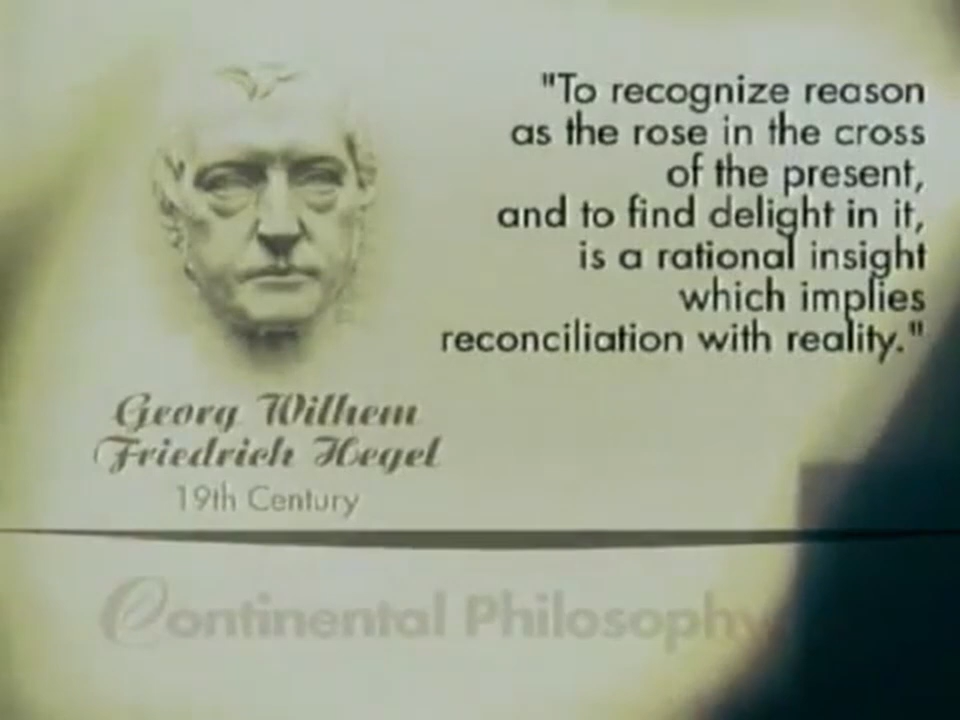 "To recognize reason
as the rose in the cross
of the present,
and to find delight in it,
is a rational insight
which implies
reconciliation with reality."
Georg Wilhem
Friedrich Hegel
19th Century
Continental Philosophy